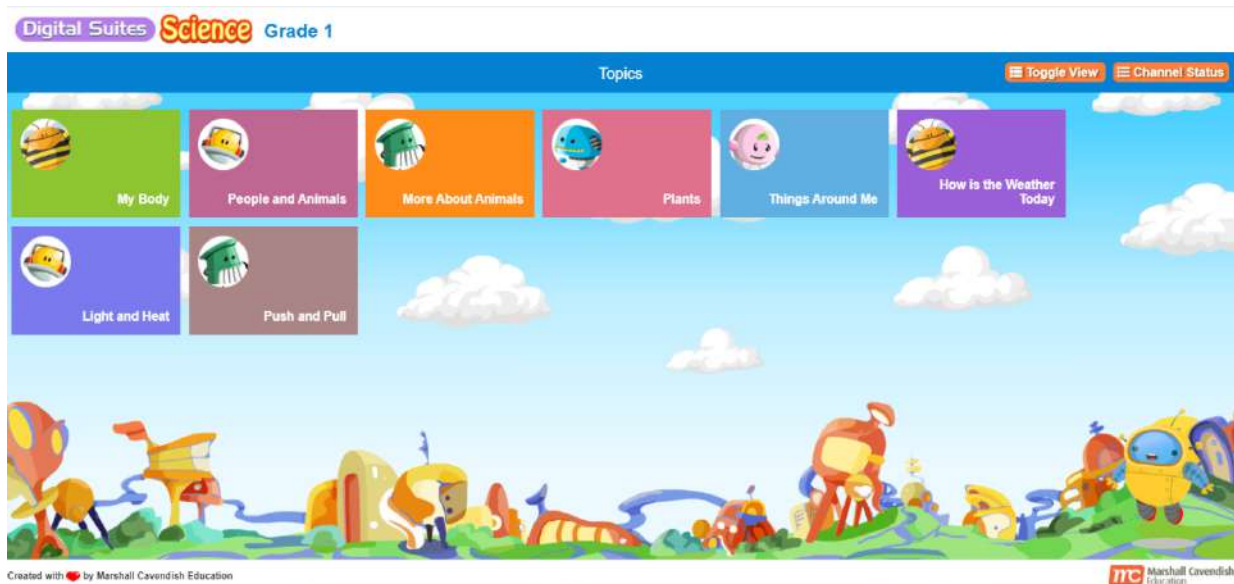 Digital Suites Science Grade 1
Topics
Toggle View
Channel Status
My Body
People and Animals
More About Animals
Plants
Things Around Me
How is the Weather
Today
Light and Heat
Push and Pull
Created with by Marshall Cavendish Education
mc Marshall Cavendish
Education